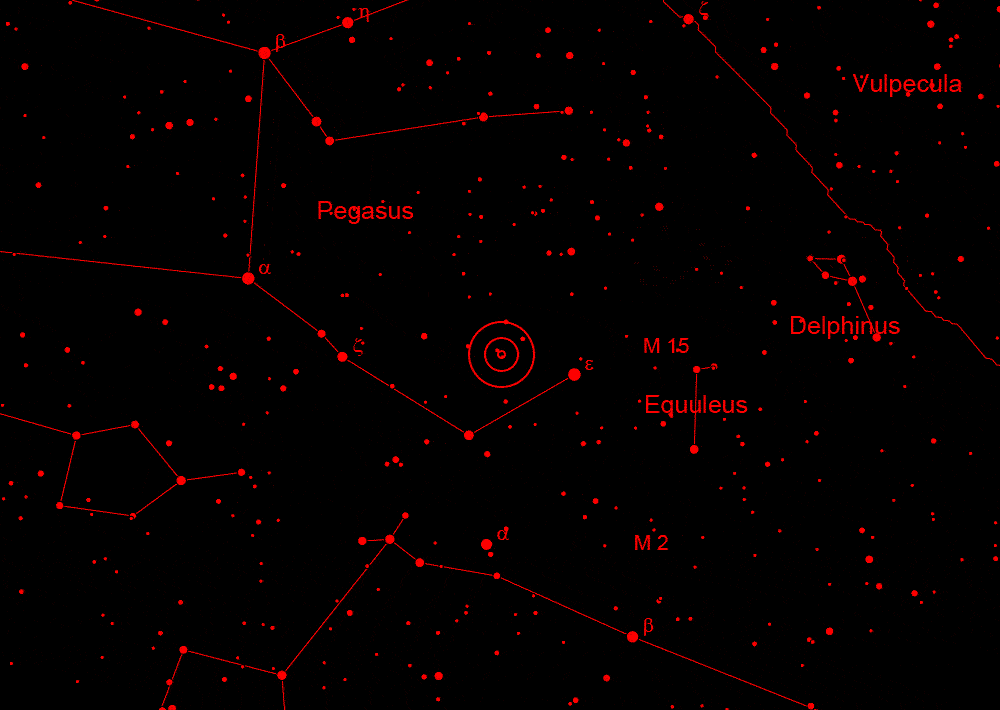 η
ζ
β
Vulpecula
Pegasus
α
Delphinus
ζ
M 15
ε
Equuleus
α
M 2
β